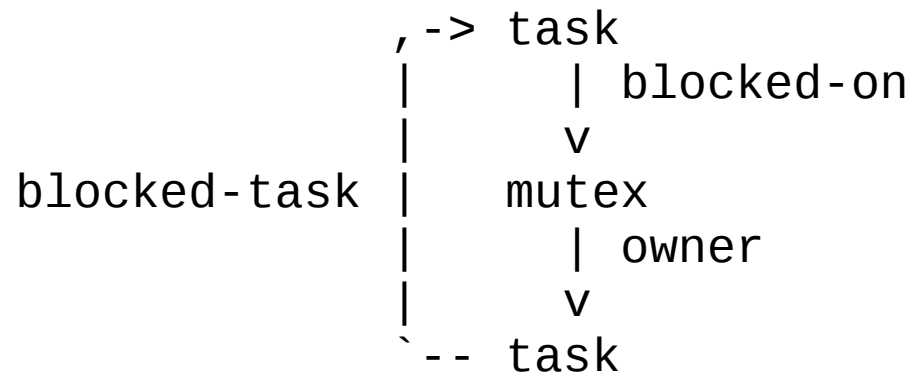 ,-> task
              |     | blocked-on
              |     v
blocked-task |   mutex
              |     | owner
              |     v
              `-- task